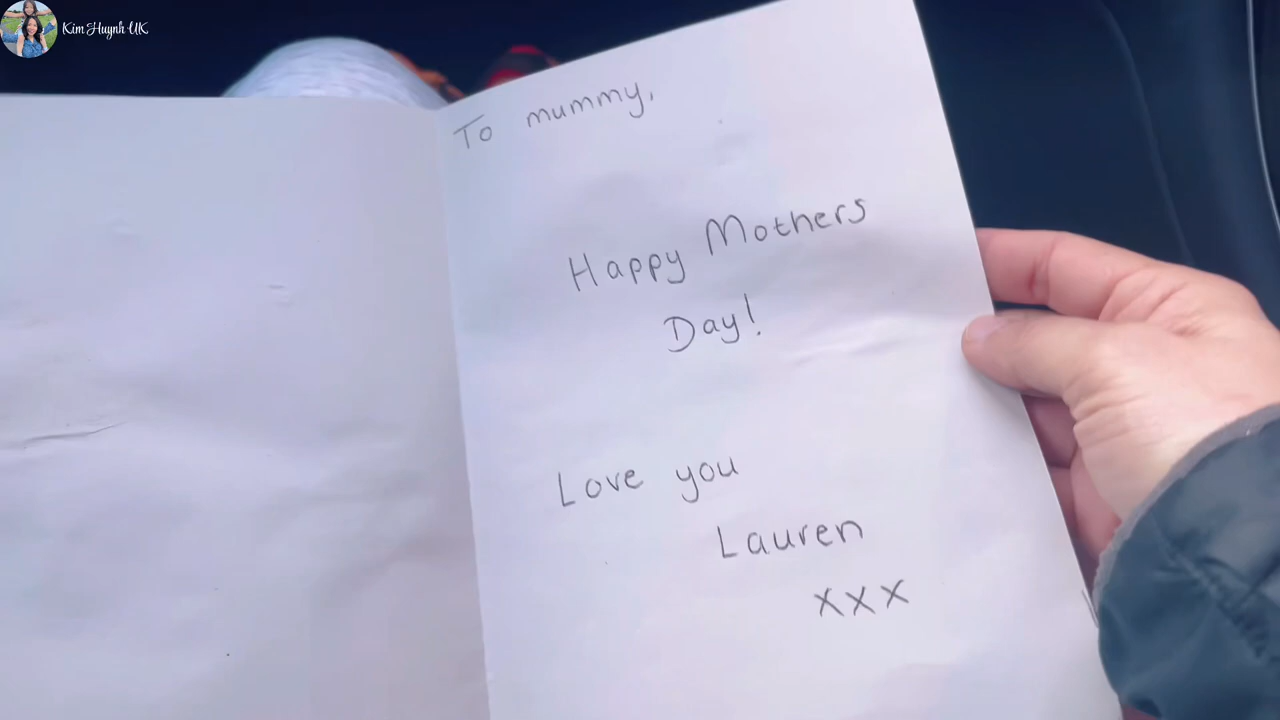 Kim Huynh UK
To mummy,
Happy Mothers
Day!
Love you
Lauren
xxx